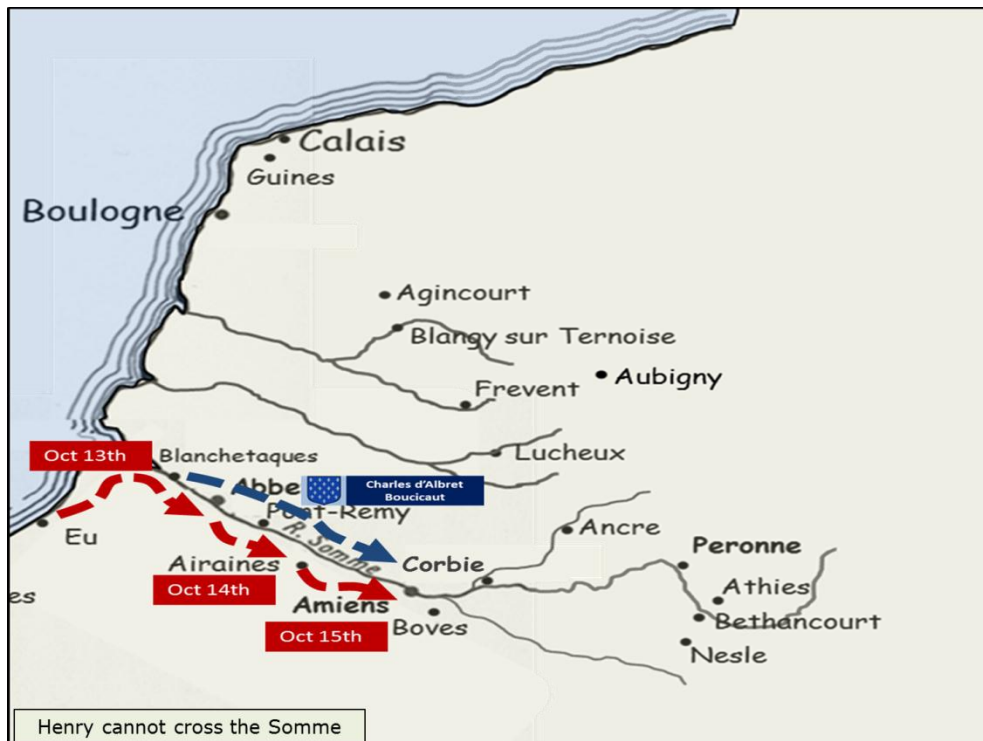 Calais
Guines
Boulogne
Agincourt
Blangy sur Ternoise
Aubigny
Frevent
Lucheux
Oct 13th
Blanchetaques
Abbe
Charles d'Albret
Boucicaut
Pont-Remy
R. Somme
Eu
Ancre
Airaines
Corbie
Peronne
Oct 14th
Athies
Amiens
es
Boves
Bethancourt
Oct 15th
Nesle
Henry cannot cross the Somme